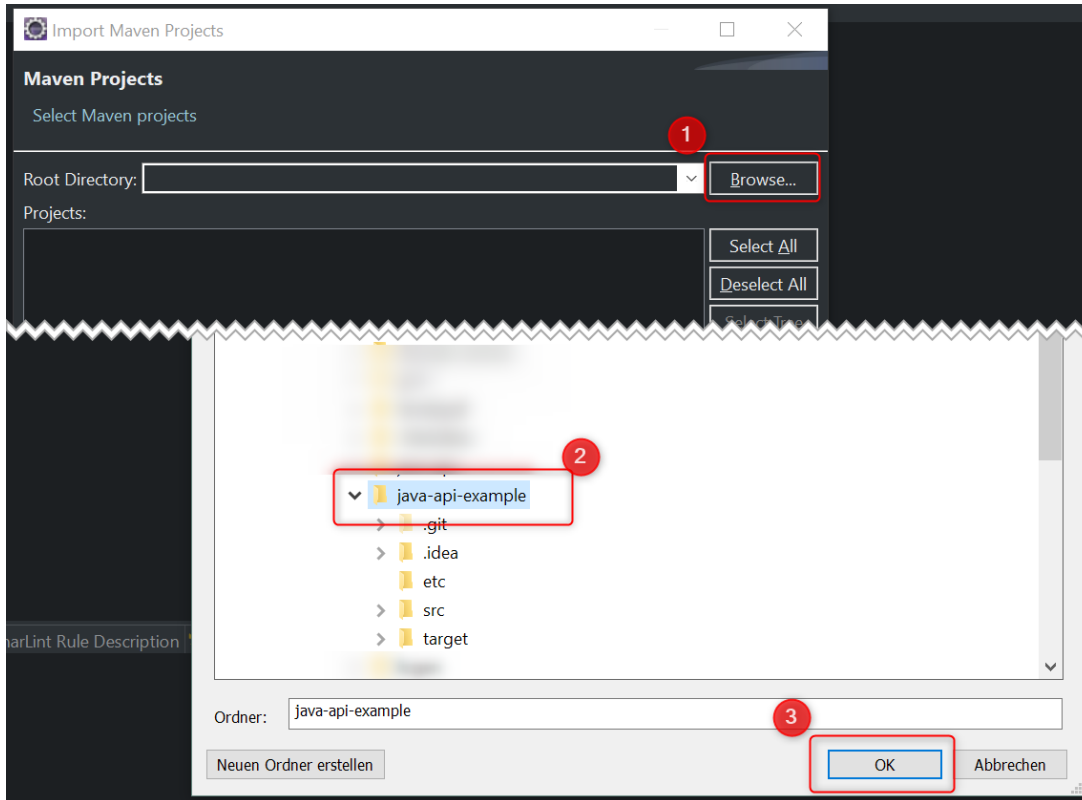 Import Maven Projects
Maven Projects
Select Maven projects
1
Root Directory:
Browse...
Projects:
Select All
Deselect All
Select Tree
2
java-api-example
.git
.idea
etc
src
target
Rule Description
Ordner:
java-api-example
3
Neuen Ordner erstellen
OK
Abbrechen